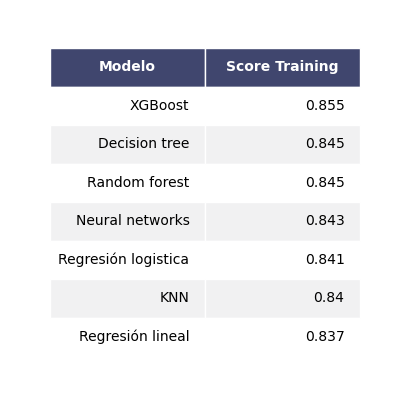 Modelo Score Training
XGBoost 0.855
Decision tree 0.845
Random forest 0.845
Neural networks 0.843
Regresión logistica 0.841
KNN 0.84
Regresión lineal 0.837